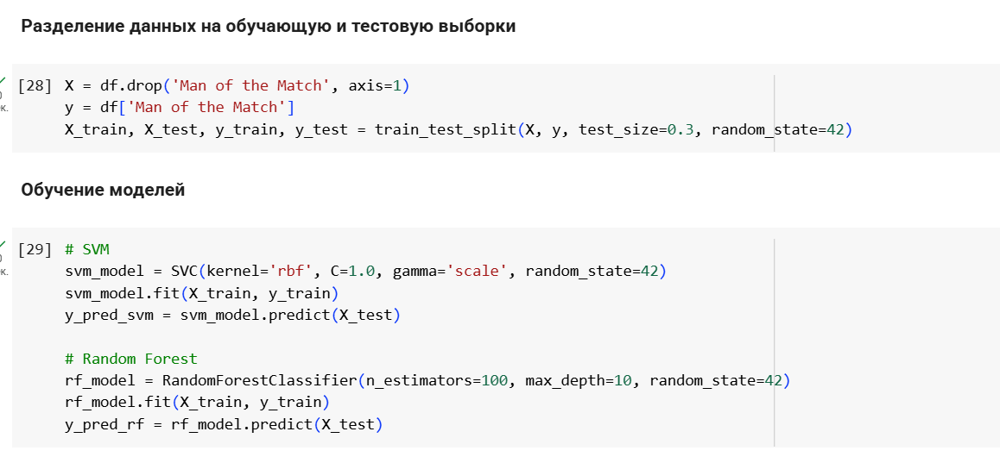 Разделение данных на обучающую и тестовую выборки
[28] X = df.drop('Man of the Match', axis=1)
y = df['Man of the Match']
X_train, X_test, y_train, y_test = train_test_split(X, y, test_size=0.3, random_state=42)
Обучение моделей
[29] # SVM
svm_model = SVC(kernel='rbf', C=1.0, gamma='scale', random_state=42)
svm_model.fit(X_train, y_train)
y_pred_svm = svm_model.predict(X_test)
# Random Forest
rf_model = RandomForestClassifier(n_estimators=100, max_depth=10, random_state=42)
rf_model.fit(X_train, y_train)
y_pred_rf = rf_model.predict(X_test)